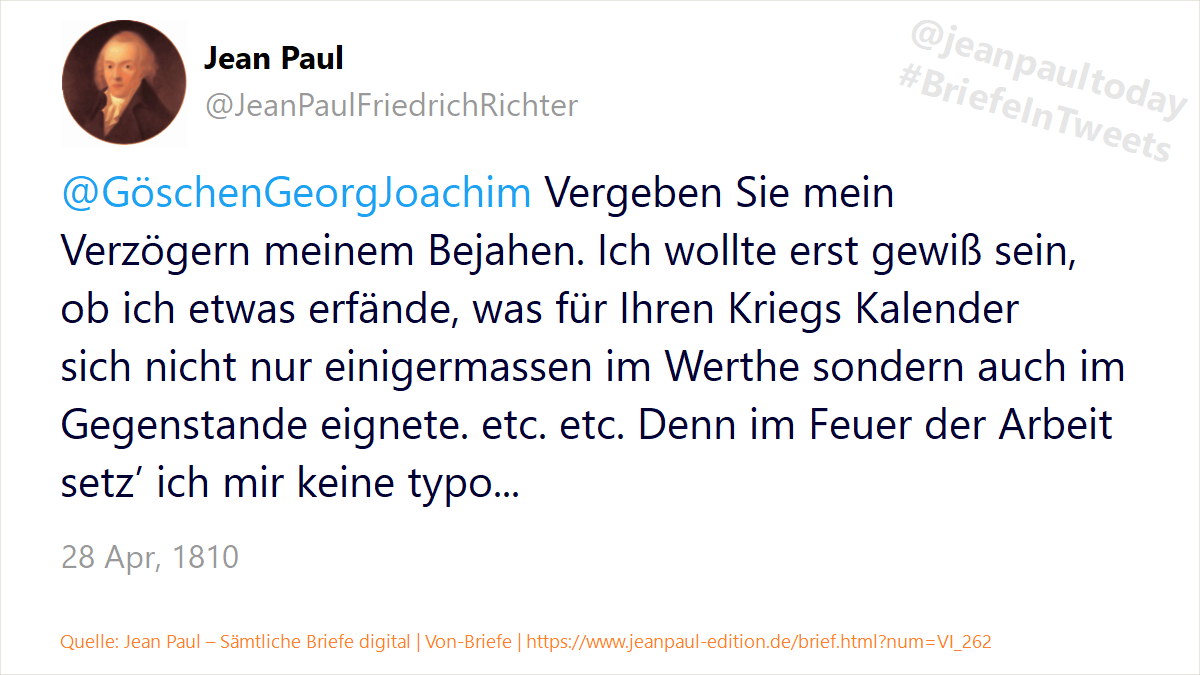 Jean Paul
@JeanPaulFriedrichRichter
@jeanpaultoday
#BriefeInTweets
@GöschenGeorgJoachim Vergeben Sie mein
Verzögern meinem Bejahen. Ich wollte erst gewiß sein,
ob ich etwas erfände, was für Ihren Kriegs Kalender
sich nicht nur einigermassen im Werthe sondern auch im
Gegenstande eignete. etc. etc. Denn im Feuer der Arbeit
setz’ ich mir keine typo...
28 Apr, 1810
Quelle: Jean Paul – Sämtliche Briefe digital | Von-Briefe | https://www.jeanpaul-edition.de/brief.html?num=VI_262